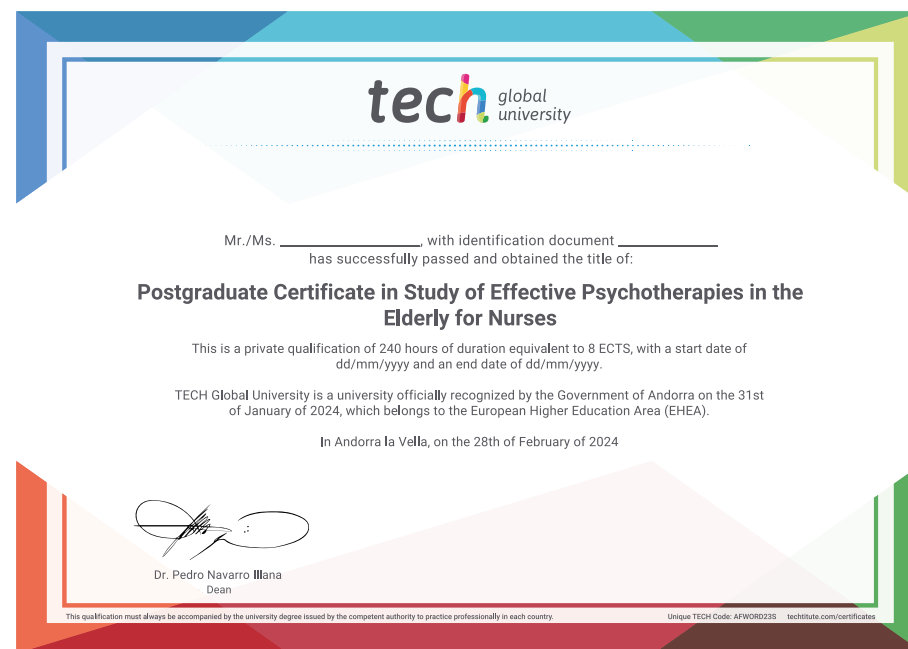 tech global
university
Mr./Ms. ____________, with identification document ____________
has successfully passed and obtained the title of:
Postgraduate Certificate in Study of Effective Psychotherapies in the
Elderly for Nurses
This is a private qualification of 240 hours of duration equivalent to 8 ECTS, with a start date of
dd/mm/yyyy and an end date of dd/mm/yyyy.
TECH Global University is a university officially recognized by the Government of Andorra on the 31st
of January of 2024, which belongs to the European Higher Education Area (EHEA).
In Andorra la Vella, on the 28th of February of 2024
Dr. Pedro Navarro Illana
Dean
This qualification must always be accompanied by the university degree issued by the competent authority to practice professionally in each country. Unique TECH Code: AFWORD23S techtitute.com/certificates